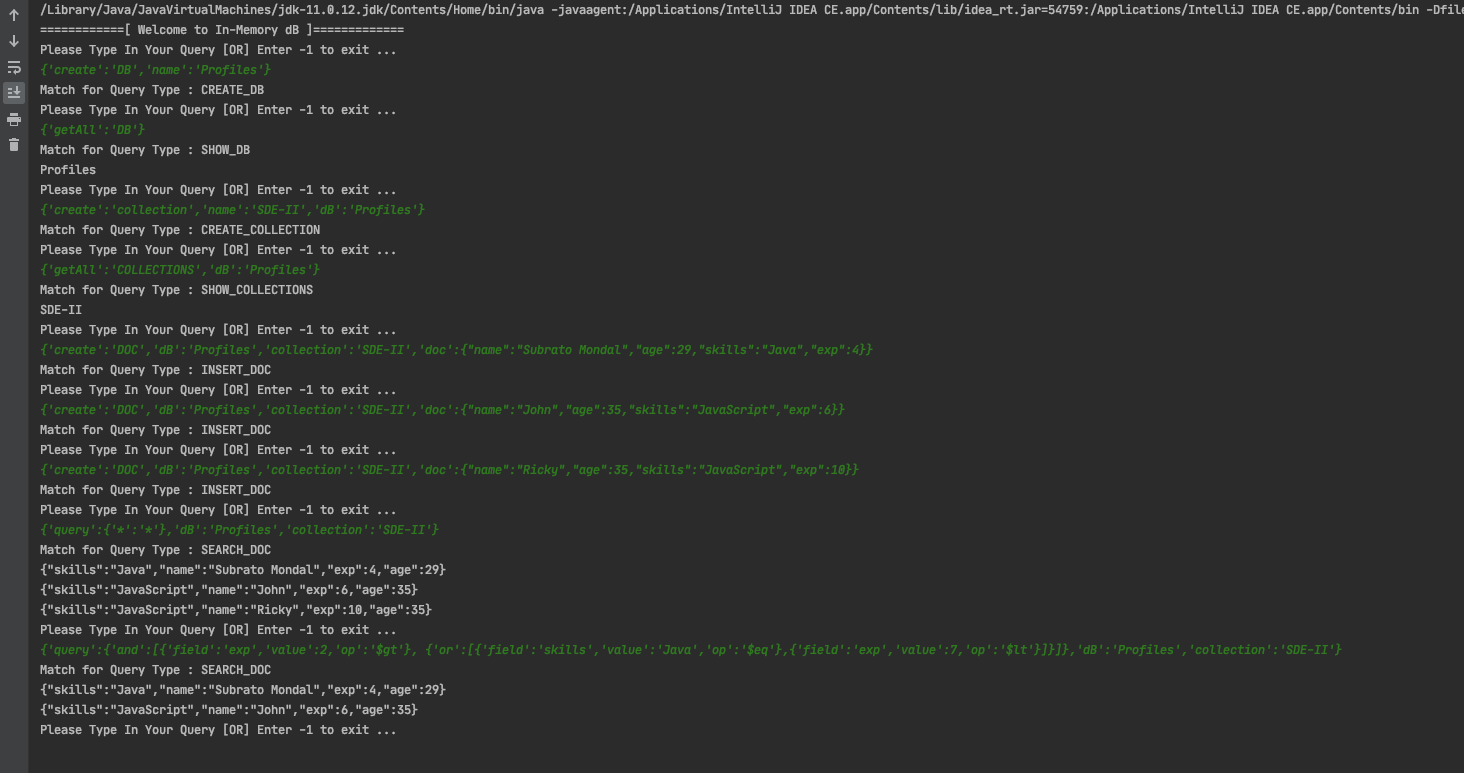 /Library/Java/JavaVirtualMachines/jdk-11.0.12.jdk/Contents/Home/bin/java -javaagent:/Applications/IntelliJ IDEA CE.app/Contents/lib/idea_rt.jar=54759:/Applications/IntelliJ IDEA CE.app/Contents/bin -Dfile
============[ Welcome to In-Memory dB ]=============
Please Type In Your Query [OR] Enter -1 to exit ...
{'create':'DB','name':'Profiles'}
Match for Query Type : CREATE_DB
Please Type In Your Query [OR] Enter -1 to exit ...
{'getAll':'DB'}
Match for Query Type : SHOW_DB
Profiles
Please Type In Your Query [OR] Enter -1 to exit ...
{'create':'collection','name':'SDE-II','dB':'Profiles'}
Match for Query Type : CREATE_COLLECTION
Please Type In Your Query [OR] Enter -1 to exit ...
{'getAll':'COLLECTIONS','dB':'Profiles'}
Match for Query Type : SHOW_COLLECTIONS
SDE-II
Please Type In Your Query [OR] Enter -1 to exit ...
{'create':'DOC','dB':'Profiles','collection':'SDE-II','doc':{"name":"Subrato Mondal","age":29,"skills":"Java","exp":4}}
Match for Query Type : INSERT_DOC
Please Type In Your Query [OR] Enter -1 to exit ...
{'create':'DOC','dB':'Profiles','collection':'SDE-II','doc':{"name":"John","age":35,"skills":"JavaScript","exp":6}}
Match for Query Type : INSERT_DOC
Please Type In Your Query [OR] Enter -1 to exit ...
{'create':'DOC','dB':'Profiles','collection':'SDE-II','doc':{"name":"Ricky","age":35,"skills":"JavaScript","exp":10}}
Match for Query Type : INSERT_DOC
Please Type In Your Query [OR] Enter -1 to exit ...
{'query':{'*':'*'},'dB':'Profiles','collection':'SDE-II'}
Match for Query Type : SEARCH_DOC
{"skills":"Java","name":"Subrato Mondal","exp":4,"age":29}
{"skills":"JavaScript","name":"John","exp":6,"age":35}
{"skills":"JavaScript","name":"Ricky","exp":10,"age":35}
Please Type In Your Query [OR] Enter -1 to exit ...
{'query':{'and':[{'field':'exp','value':2,'op':'$gt'}, {'or':[{'field':'skills','value':'Java','op':'$eq'},{'field':'exp','value':7,'op':'$lt'}]}]},'dB':'Profiles','collection':'SDE-II'}
Match for Query Type : SEARCH_DOC
{"skills":"Java","name":"Subrato Mondal","exp":4,"age":29}
{"skills":"JavaScript","name":"John","exp":6,"age":35}
Please Type In Your Query [OR] Enter -1 to exit ...